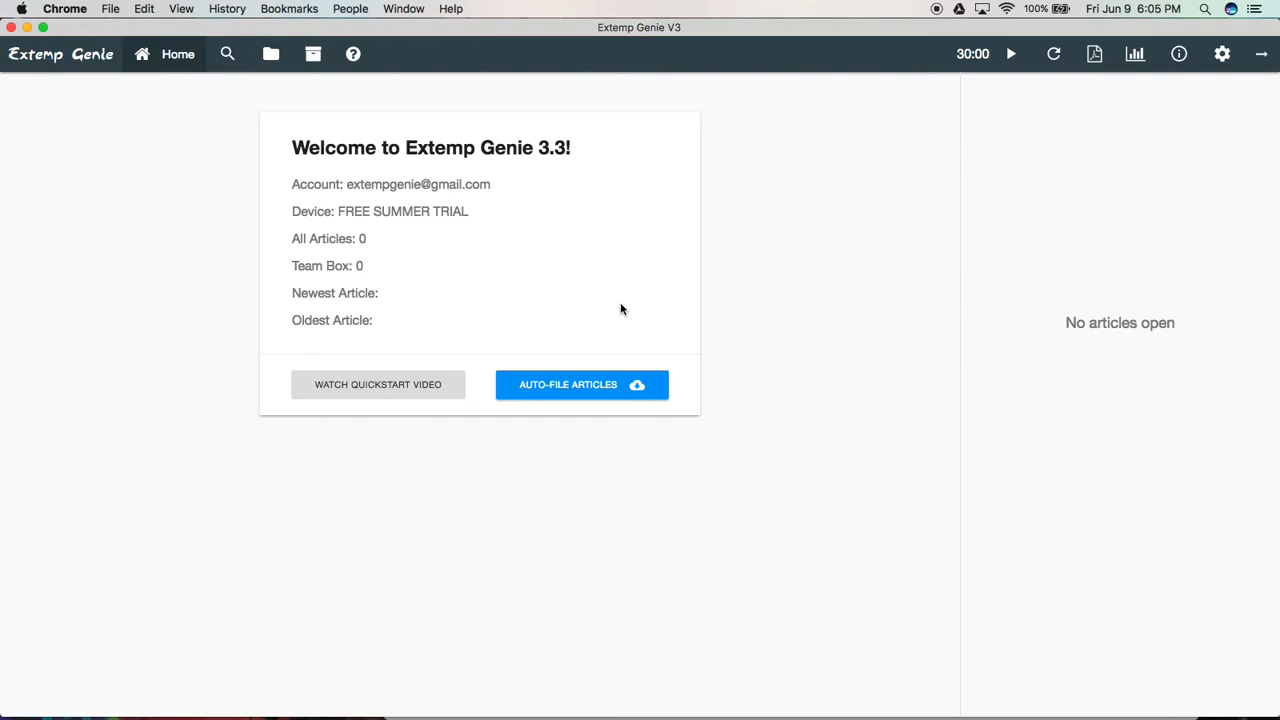 Chrome File Edit View History Bookmarks People Window Help 100% Fri Jun 9 6:05 PM
Extemp Genie V3
Extemp Genie Home 30:00
Welcome to Extemp Genie 3.3!
Account: extempgenie@gmail.com
Device: FREE SUMMER TRIAL
All Articles: 0
Team Box: 0
Newest Article:
Oldest Article:
No articles open
WATCH QUICKSTART VIDEO AUTO-FILE ARTICLES